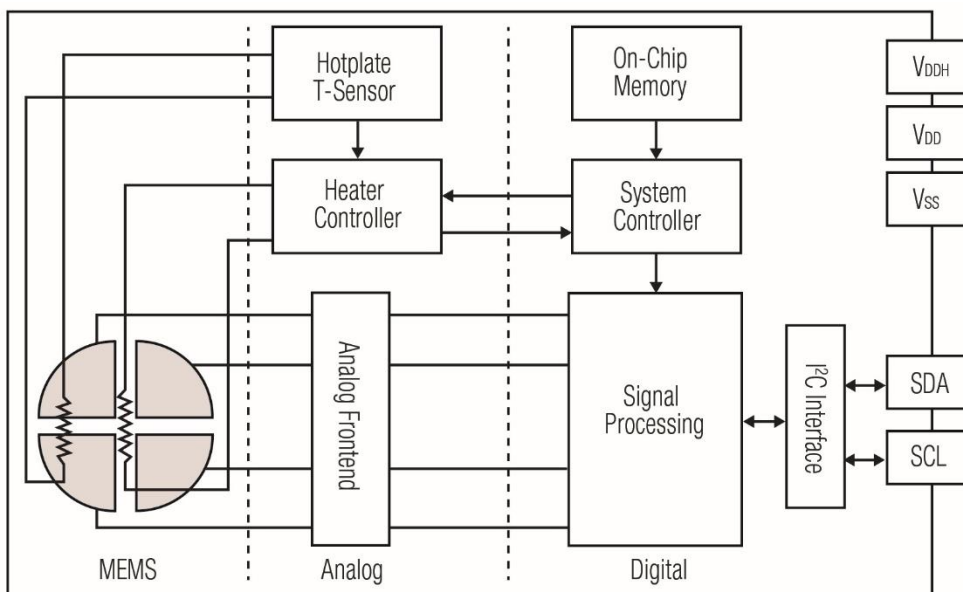 Hotplate
T-Sensor
On-Chip
Memory
VDDH
VDD
VSS
Heater
Controller
System
Controller
Analog Frontend
Signal
Processing
I²C Interface
SDA
SCL
MEMS
Analog
Digital